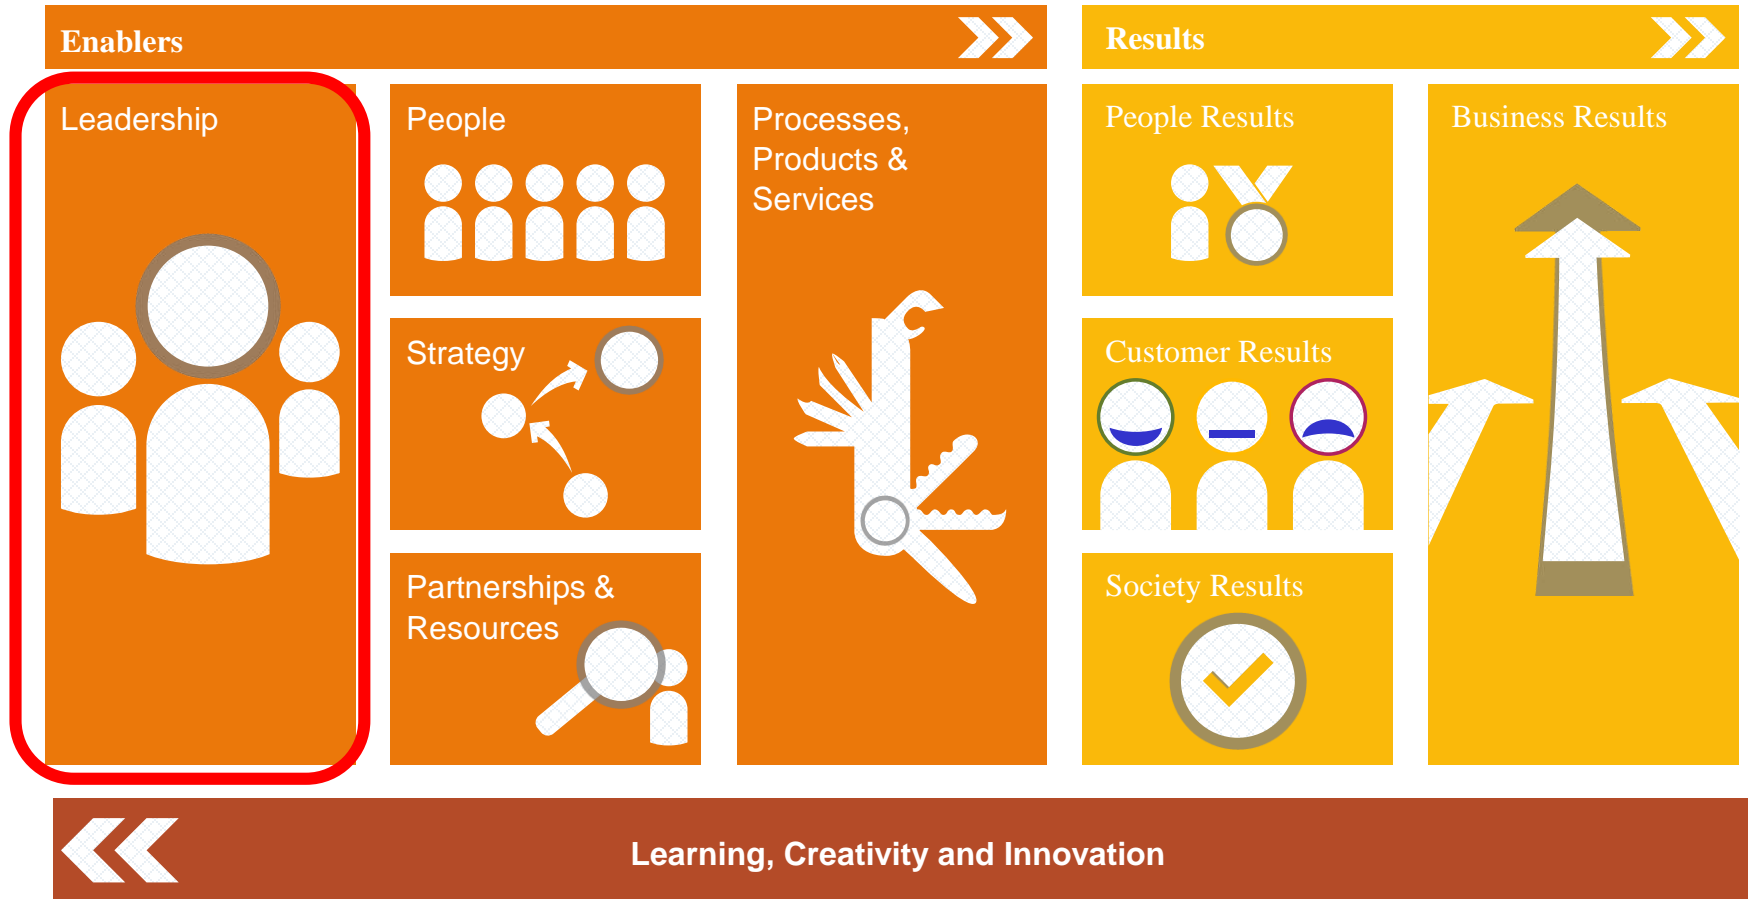 Enablers
Results
Leadership
People
Processes,
Products &
Services
People Results
Business Results
Strategy
Customer Results
Partnerships &
Resources
Society Results
Learning, Creativity and Innovation